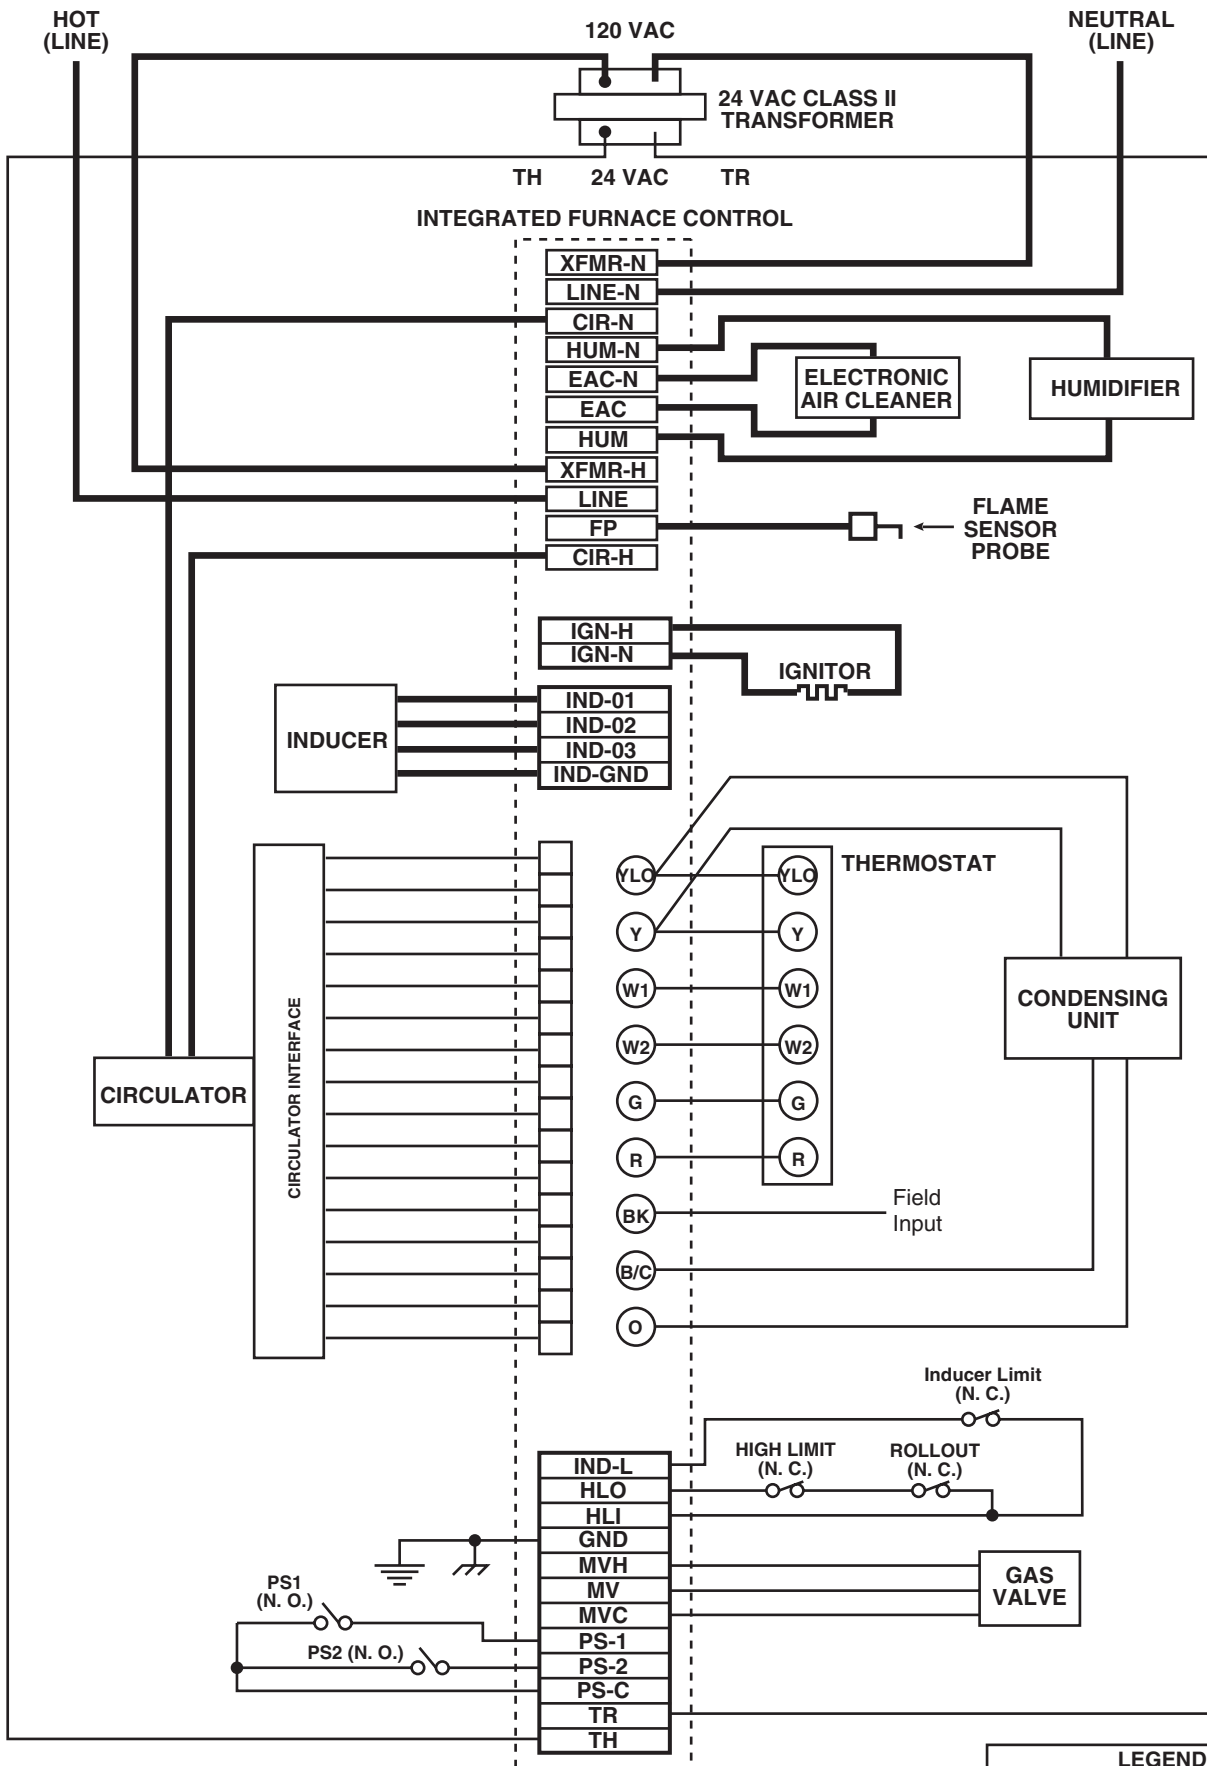 HOT
(LINE)
120 VAC
NEUTRAL
(LINE)
24 VAC CLASS II
TRANSFORMER
TH 24 VAC TR
INTEGRATED FURNACE CONTROL
XFMR-N
LINE-N
CIR-N
HUM-N
EAC-N
EAC
HUM
XFMR-H
LINE
FP
CIR-H
ELECTRONIC
AIR CLEANER
HUMIDIFIER
FLAME
SENSOR
PROBE
IGN-H
IGN-N
IGNITOR
INDUCER
IND-01
IND-02
IND-03
IND-GND
CIRCULATOR
CIRCULATOR INTERFACE
YLO
Y
W1
W2
G
R
BK
B/C
O
THERMOSTAT
YLO
Y
W1
W2
G
R
CONDENSING
UNIT
Field
Input
Inducer Limit
(N. C.)
HIGH LIMIT
(N. C.)
ROLLOUT
(N. C.)
IND-L
HLO
HLI
GND
MVH
MV
MVC
PS-1
PS-2
PS-C
TR
TH
GAS
VALVE
PS1
(N. O.)
PS2 (N. O.)
LEGEND